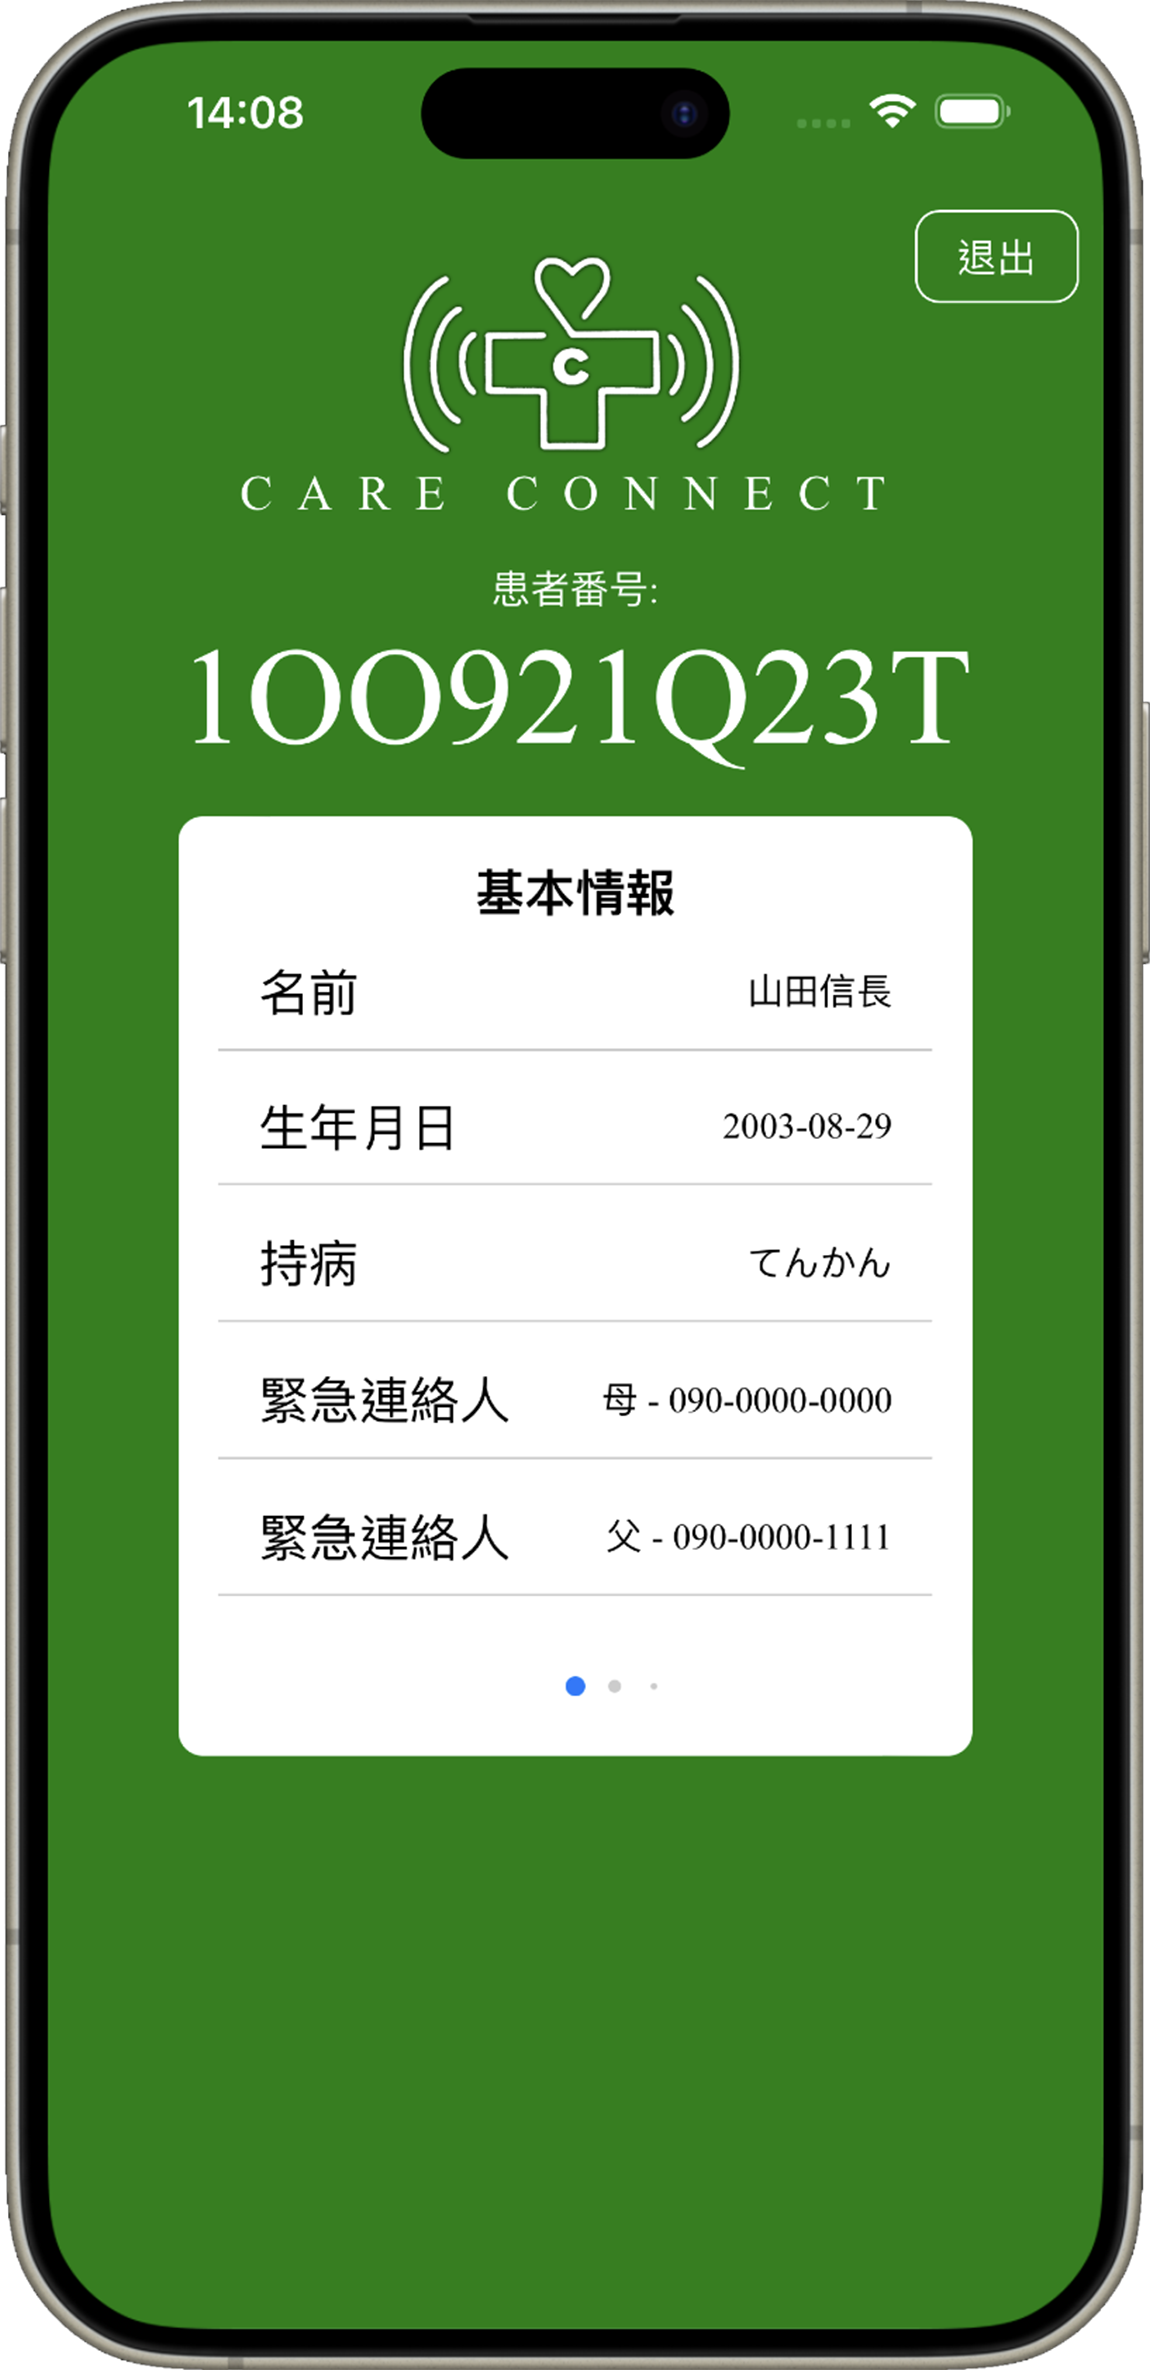 14:08
退出
C
CARE CONNECT
患者番号:
1OO921Q23T
基本情報
名前 山田信長
生年月日 2003-08-29
持病 てんかん
緊急連絡人 母 - 090-0000-0000
緊急連絡人 父 - 090-0000-1111